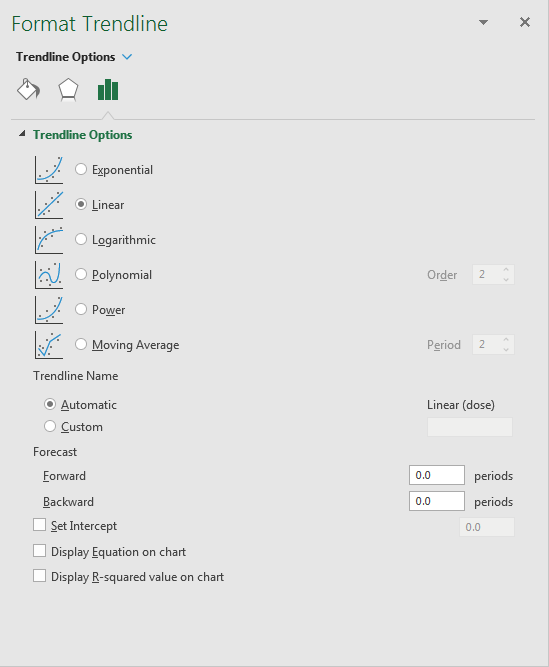 Format Trendline
Trendline Options
Trendline Options
Exponential
Linear
Logarithmic
Polynomial Order 2
Power
Moving Average Period 2
Trendline Name
Automatic Linear (dose)
Custom
Forecast
Forward 0.0 periods
Backward 0.0 periods
Set Intercept 0.0
Display Equation on chart
Display R-squared value on chart